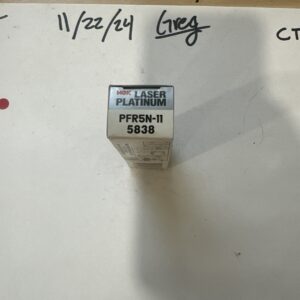 11/22/24 Greg
CT
NGK LASER
PLATINUM
PFR5N-11
5838